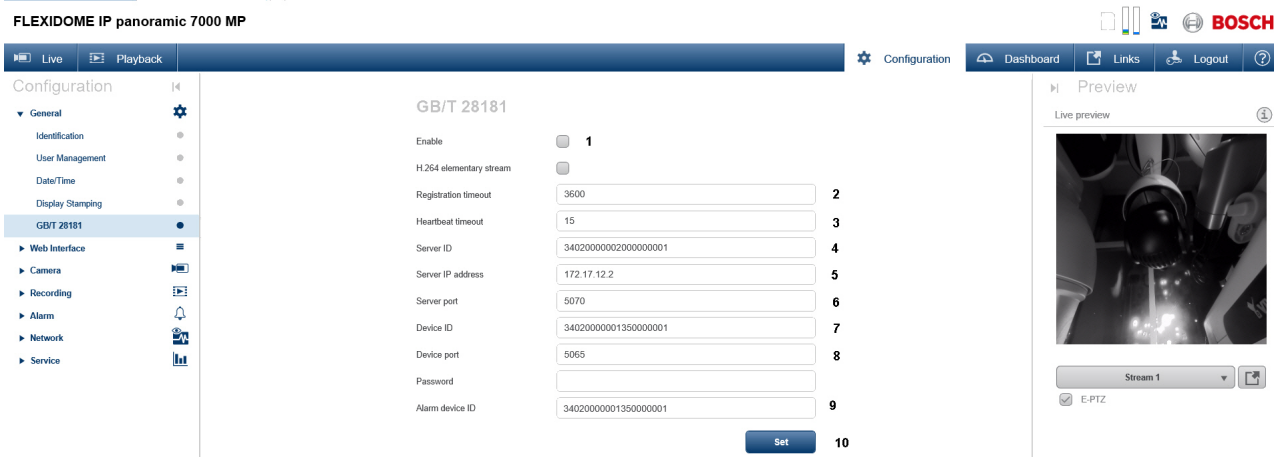 FLEXIDOME IP panoramic 7000 MP
BOSCH
Live Playback Configuration Dashboard Links Logout ?
Configuration
General
Identification
User Management
Date/Time
Display Stamping
GB/T 28181
Web Interface
Camera
Recording
Alarm
Network
Service
GB/T 28181
Enable 1
H.264 elementary stream
Registration timeout 3600 2
Heartbeat timeout 15 3
Server ID 34020000002000000001 4
Server IP address 172.17.12.2 5
Server port 5070 6
Device ID 34020000001350000001 7
Device port 5065 8
Password
Alarm device ID 34020000001350000001 9
Set 10
Preview
Live preview i
Stream 1
E-PTZ